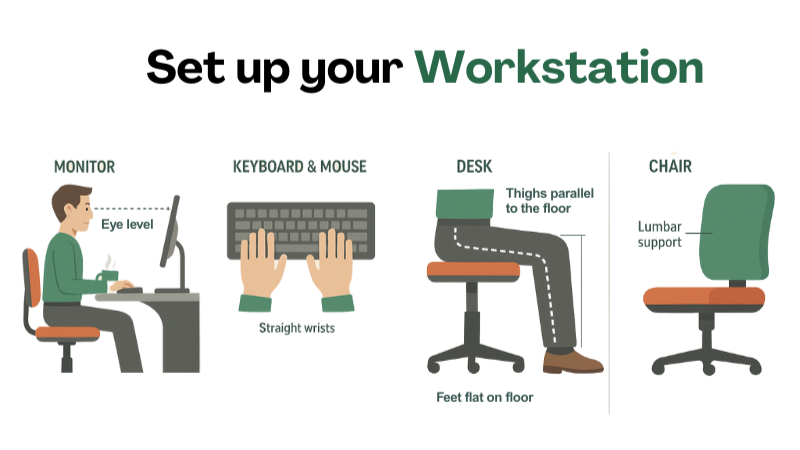 Set up your Workstation
MONITOR
Eye level
KEYBOARD & MOUSE
Straight wrists
DESK
Thighs parallel
to the floor
Feet flat on floor
CHAIR
Lumbar
support